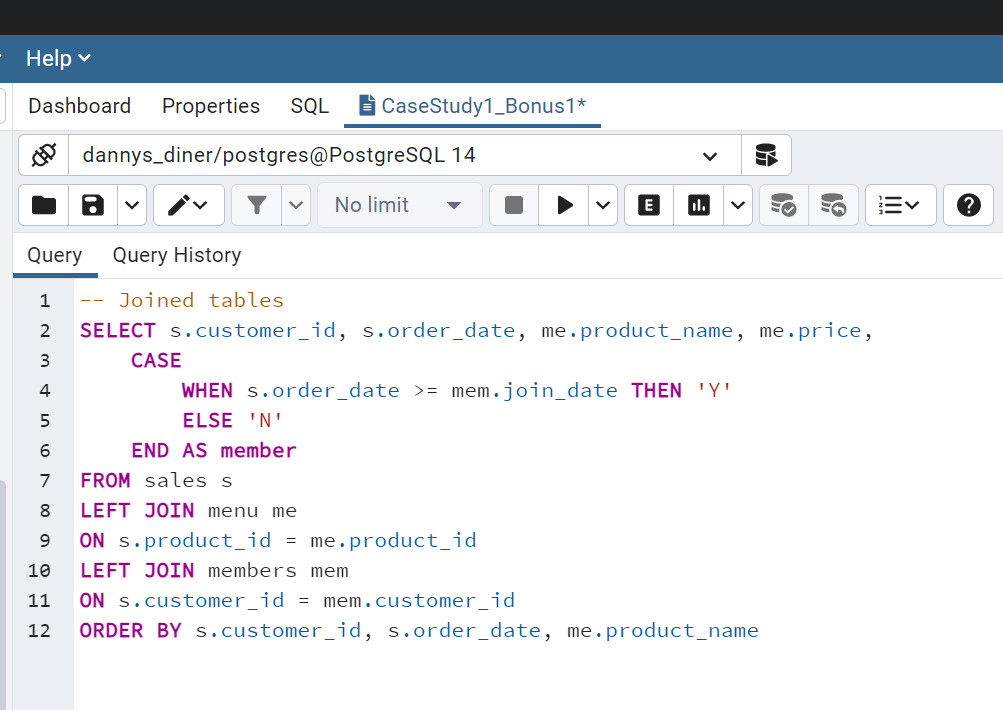 Help
Dashboard Properties SQL CaseStudy1_Bonus1*
dannys_diner/postgres@PostgreSQL 14
No limit E
Query Query History
1 -- Joined tables
2 SELECT s.customer_id, s.order_date, me.product_name, me.price,
3 CASE
4 WHEN s.order_date >= mem.join_date THEN 'Y'
5 ELSE 'N'
6 END AS member
7 FROM sales s
8 LEFT JOIN menu me
9 ON s.product_id = me.product_id
10 LEFT JOIN members mem
11 ON s.customer_id = mem.customer_id
12 ORDER BY s.customer_id, s.order_date, me.product_name